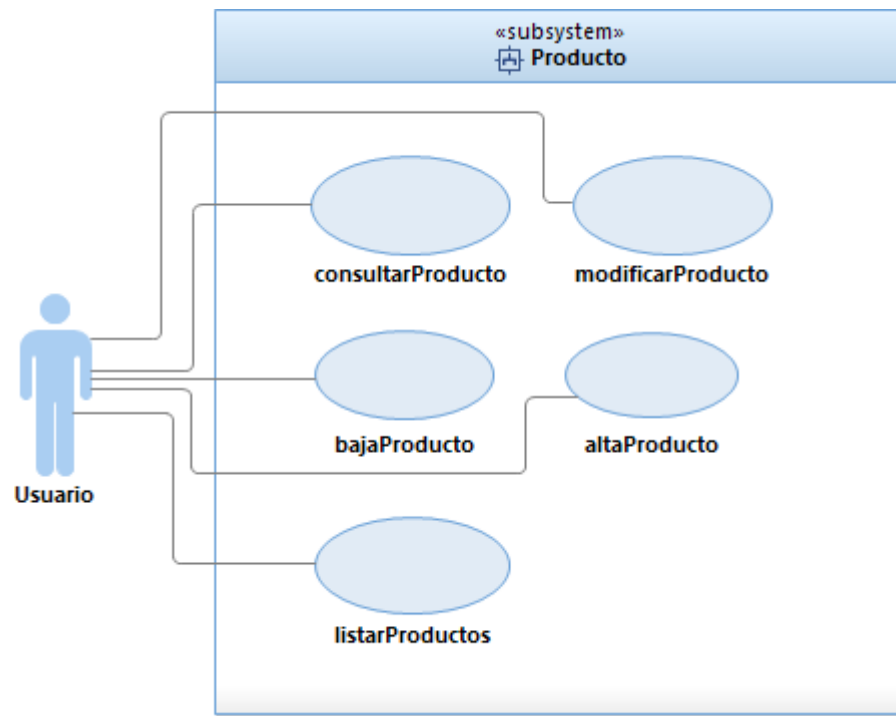 «subsystem»
Producto
consultarProducto
modificarProducto
bajaProducto
altaProducto
Usuario
listarProductos